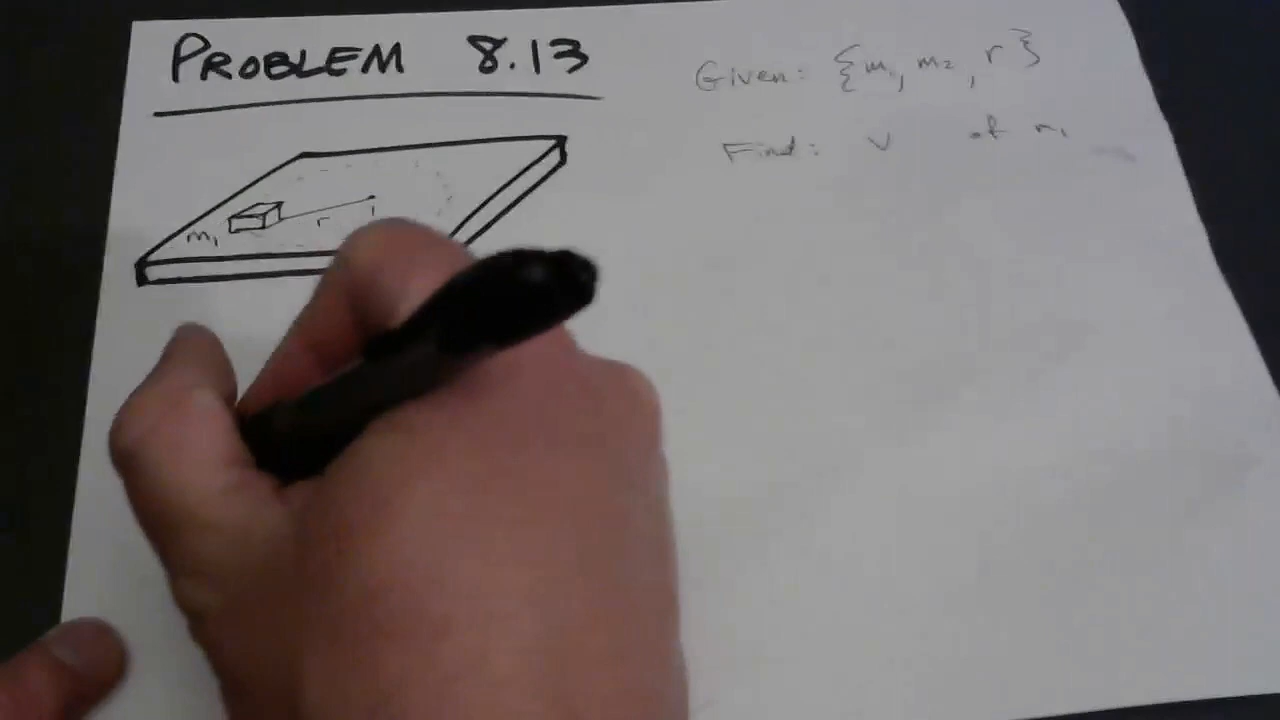 PROBLEM 8.13
Given: {m₁, m₂, r}
Find: v of m₁
r
m₁